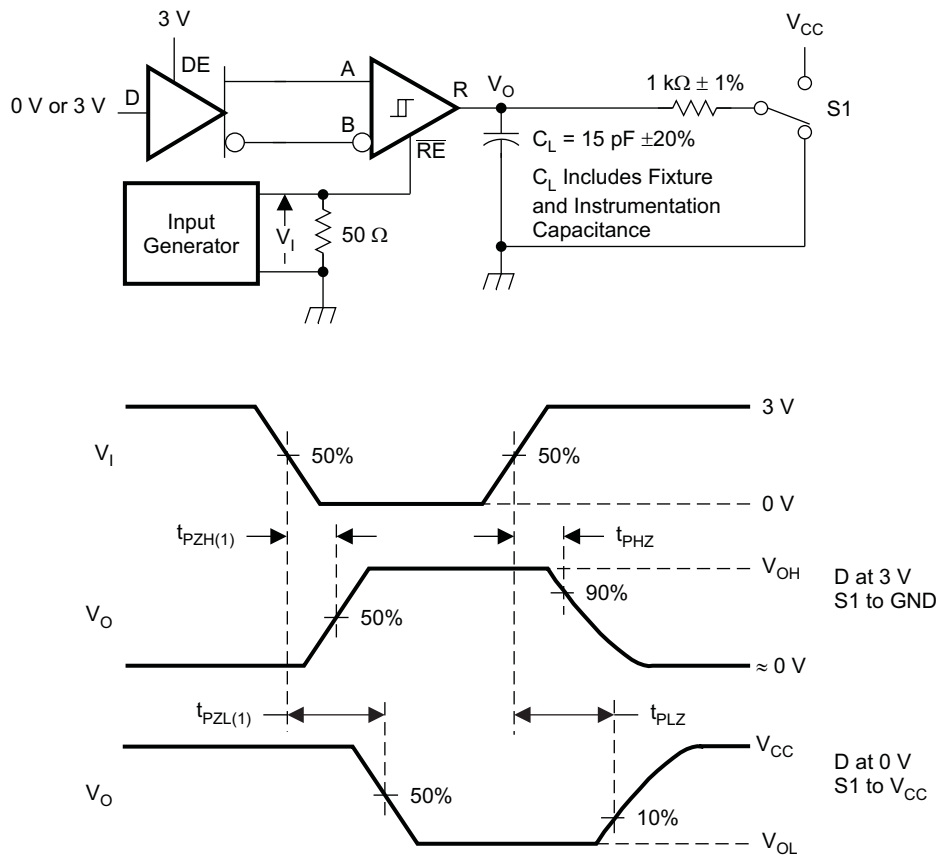 3 V
V_CC
DE
A
D
0 V or 3 V
R
V_O
1 kΩ ± 1%
S1
B
RE
C_L = 15 pF ±20%
C_L Includes Fixture
and Instrumentation
Capacitance
Input
Generator
V_I
50 Ω
3 V
V_I
50%
50%
0 V
t_PZH(1)
t_PHZ
V_OH
D at 3 V
S1 to GND
90%
V_O
50%
≈ 0 V
t_PZL(1)
t_PLZ
V_CC
D at 0 V
S1 to V_CC
V_O
50%
10%
V_OL